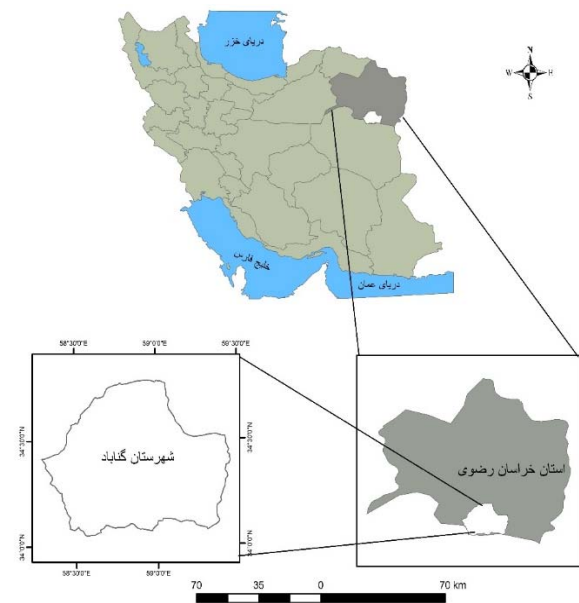 دریای خزر
N
W E
S
خلیج فارس
دریای عمان
58°30'0"E 59°0'0"E 59°30'0"E
34°30'0"N
34°30'0"N
شهرستان گناباد
استان خراسان رضوی
34°0'0"N
34°0'0"N
58°30'0"E 59°0'0"E
70 35 0 70 km